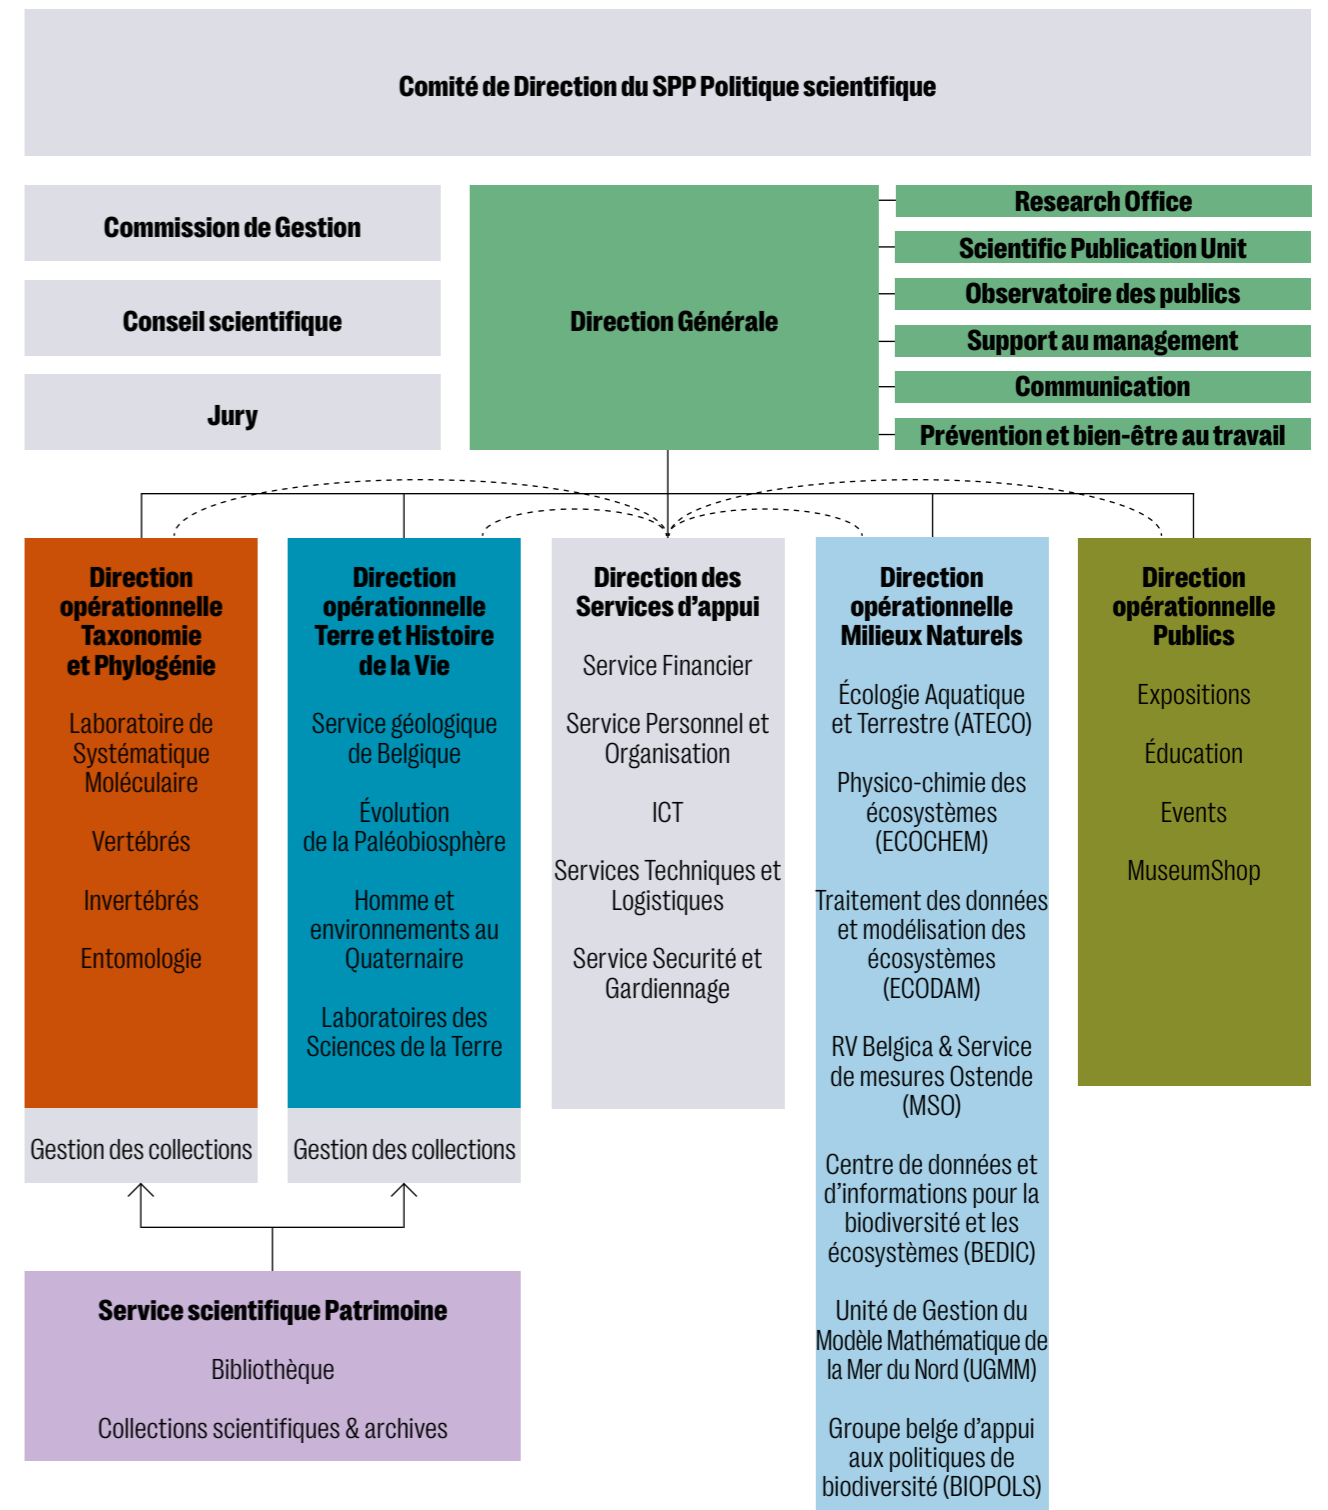 Comité de Direction du SPP Politique scientifique
Commission de Gestion
Conseil scientifique
Jury
Direction Générale
Research Office
Scientific Publication Unit
Observatoire des publics
Support au management
Communication
Prévention et bien-être au travail
Direction
opérationnelle
Taxonomie
et Phylogénie
Laboratoire de
Systématique
Moléculaire
Vertébrés
Invertébrés
Entomologie
Gestion des collections
Direction
opérationnelle
Terre et Histoire
de la Vie
Service géologique
de Belgique
Évolution
de la Paléobiosphère
Homme et
environnements au
Quaternaire
Laboratoires des
Sciences de la Terre
Gestion des collections
Direction des
Services d’appui
Service Financier
Service Personnel et
Organisation
ICT
Services Techniques et
Logistiques
Service Securité et
Gardiennage
Direction
opérationnelle
Milieux Naturels
Écologie Aquatique
et Terrestre (ATECO)
Physico-chimie des
écosystèmes
(ECOCHEM)
Traitement des données
et modélisation des
écosystèmes
(ECODAM)
RV Belgica & Service
de mesures Ostende
(MSO)
Centre de données et
d’informations pour la
biodiversité et les
écosystèmes (BEDIC)
Unité de Gestion du
Modèle Mathématique de
la Mer du Nord (UGMM)
Groupe belge d’appui
aux politiques de
biodiversité (BIOPOLS)
Direction
opérationnelle
Publics
Expositions
Éducation
Events
MuseumShop
Service scientifique Patrimoine
Bibliothèque
Collections scientifiques & archives